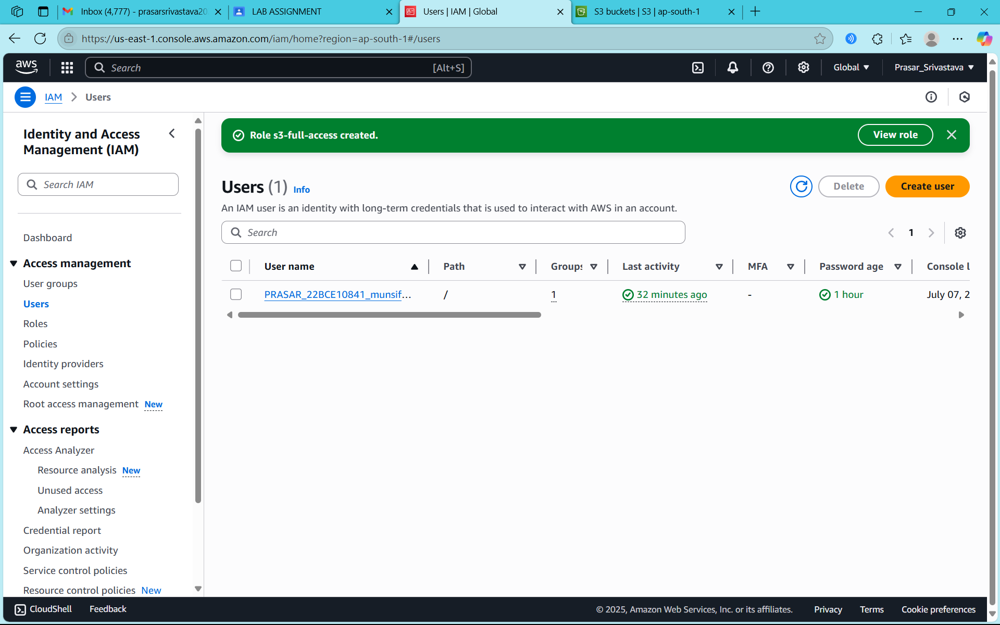 Inbox (4,777) - prasarsrivastava20
LAB ASSIGNMENT
Users | IAM | Global
S3 buckets | S3 | ap-south-1
https://us-east-1.console.aws.amazon.com/iam/home?region=ap-south-1#/users
aws
Search
[Alt+S]
Global
Prasar_Srivastava
IAM
Users
Identity and Access
Management (IAM)
Search IAM
Dashboard
Access management
User groups
Users
Roles
Policies
Identity providers
Account settings
Root access management New
Access reports
Access Analyzer
Resource analysis New
Unused access
Analyzer settings
Credential report
Organization activity
Service control policies
Resource control policies New
Role s3-full-access created.
View role
Users (1) Info
Delete
Create user
An IAM user is an identity with long-term credentials that is used to interact with AWS in an account.
Search
1
User name
Path
Groups
Last activity
MFA
Password age
Console l
PRASAR_22BCE10841_munsif...
/
1
32 minutes ago
-
1 hour
July 07, 2
CloudShell
Feedback
© 2025, Amazon Web Services, Inc. or its affiliates.
Privacy
Terms
Cookie preferences